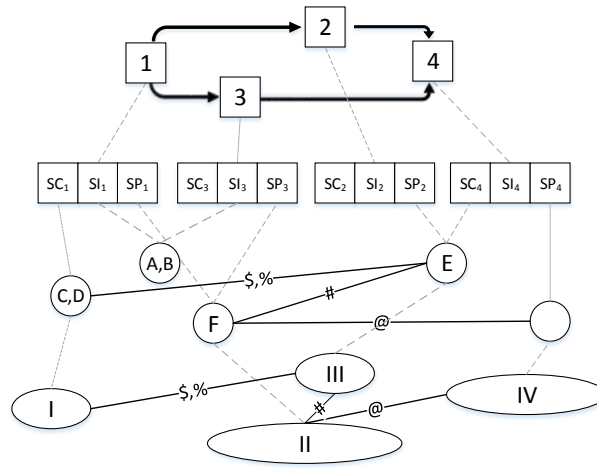 2
1
4
3
SC₁ SI₁ SP₁ SC₃ SI₃ SP₃ SC₂ SI₂ SP₂ SC₄ SI₄ SP₄
A,B
E
$,%
C,D
#
F
@
III
$,%
IV
I
#
@
II